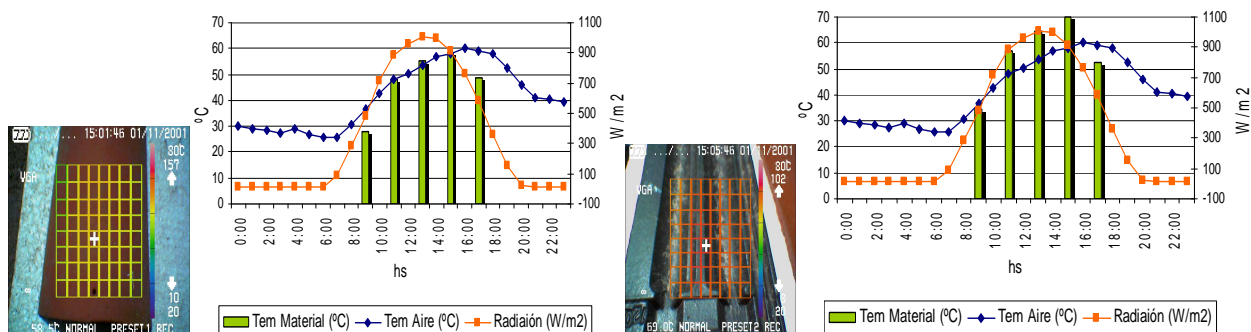 15:01:46 01/11/2001
80C
157
VGA
10
20
58.5C NORMAL PRESET1 REC
70
60
50
40
30
20
10
0
ºC
1100
900
700
500
300
100
-100
W / m 2
0:00 2:00 4:00 6:00 8:00 10:00 12:00 14:00 16:00 18:00 20:00 22:00
hs
Tem Material (ºC) Tem Aire (ºC) Radiaión (W/m2)
15:05:46 01/11/2001
80C
102
VGA
20
69.0C NORMAL PRESET2 REC
70
60
50
40
30
20
10
0
ºC
1100
900
700
500
300
100
-100
W / m 2
0:00 2:00 4:00 6:00 8:00 10:00 12:00 14:00 16:00 18:00 20:00 22:00
hs
Tem Material (ºC) Tem Aire (ºC) Radiaión (W/m2)